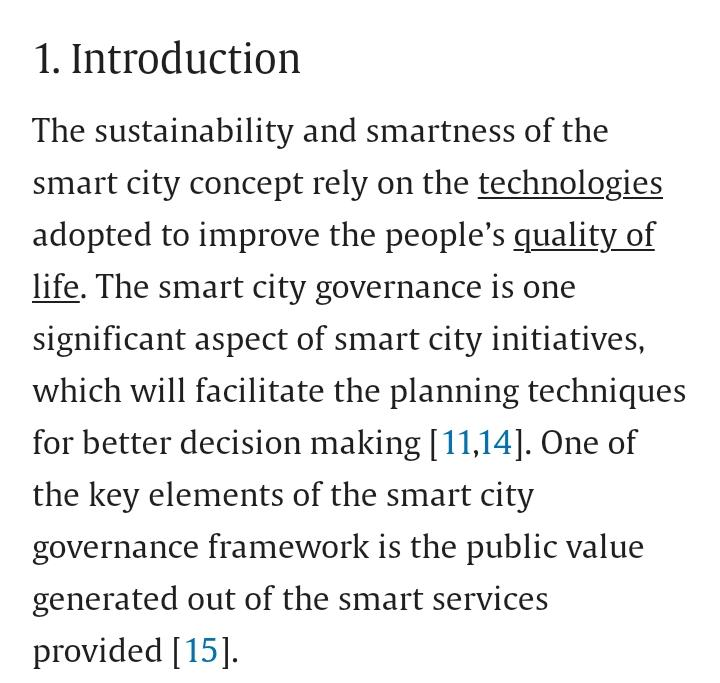 1. Introduction
The sustainability and smartness of the
smart city concept rely on the technologies
adopted to improve the people’s quality of
life. The smart city governance is one
significant aspect of smart city initiatives,
which will facilitate the planning techniques
for better decision making [11,14]. One of
the key elements of the smart city
governance framework is the public value
generated out of the smart services
provided [15].